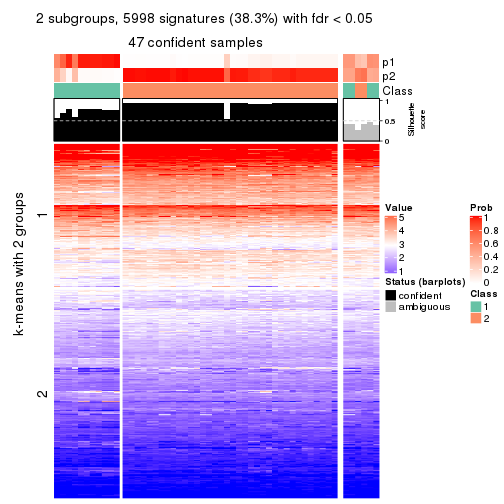 2 subgroups, 5998 signatures (38.3%) with fdr < 0.05
47 confident samples
p1
p2
Class
1
0.5
0
Silhouette
score
k-means with 2 groups
1
2
Value
5
4
3
2
1
Status (barplots)
confident
ambiguous
Prob
1
0.8
0.6
0.4
0.2
0
Class
1
2